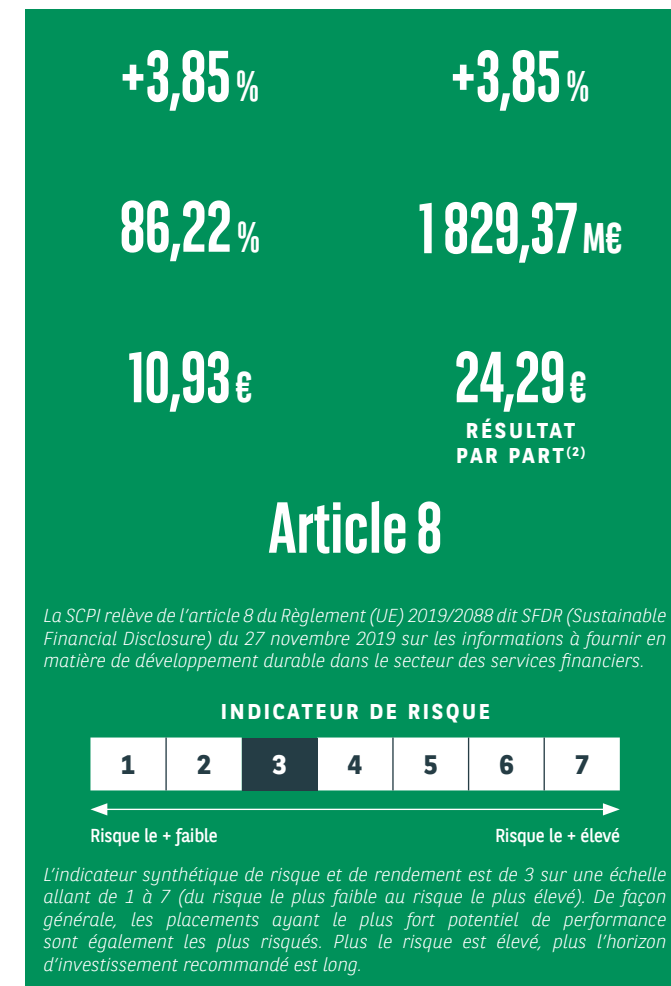 +3,85 % +3,85 %
86,22 % 1 829,37 M€
10,93 € 24,29 €
RÉSULTAT
PAR PART(2)
Article 8
La SCPI relève de l'article 8 du Règlement (UE) 2019/2088 dit SFDR (Sustainable
Financial Disclosure) du 27 novembre 2019 sur les informations à fournir en
matière de développement durable dans le secteur des services financiers.
INDICATEUR DE RISQUE
1 2 3 4 5 6 7
Risque le + faible Risque le + élevé
L'indicateur synthétique de risque et de rendement est de 3 sur une échelle
allant de 1 à 7 (du risque le plus faible au risque le plus élevé). De façon
générale, les placements ayant le plus fort potentiel de performance
sont également les plus risqués. Plus le risque est élevé, plus l'horizon
d'investissement recommandé est long.